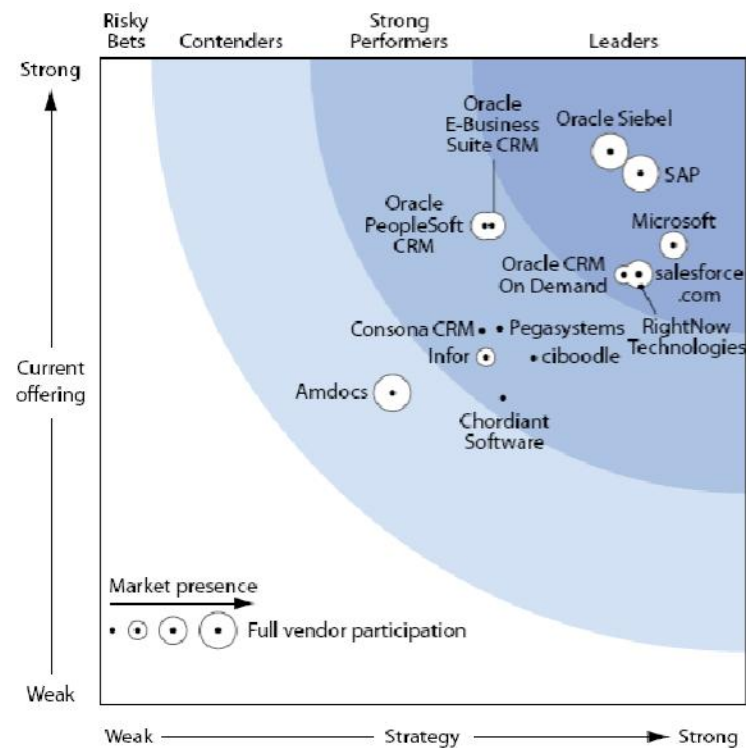 Risky
Bets
Contenders
Strong
Performers
Leaders
Strong
Current
offering
Weak
Oracle
E-Business
Suite CRM
Oracle Siebel
SAP
Oracle
PeopleSoft
CRM
Microsoft
Oracle CRM
On Demand
salesforce
.com
RightNow
Technologies
Consona CRM
Pegasystems
Infor
ciboodle
Amdocs
Chordiant
Software
Market presence
Full vendor participation
Weak
Strategy
Strong